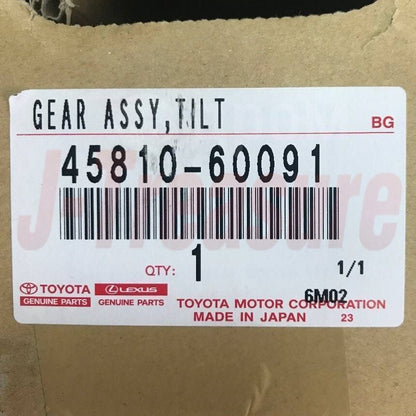 GEAR ASSY,TILT
BG
45810-60091
J-Treasure
QTY: 1 1/1
TOYOTA LEXUS
GENUINE PARTS GENUINE PARTS
TOYOTA MOTOR CORPORATION
6M02
MADE IN JAPAN 23